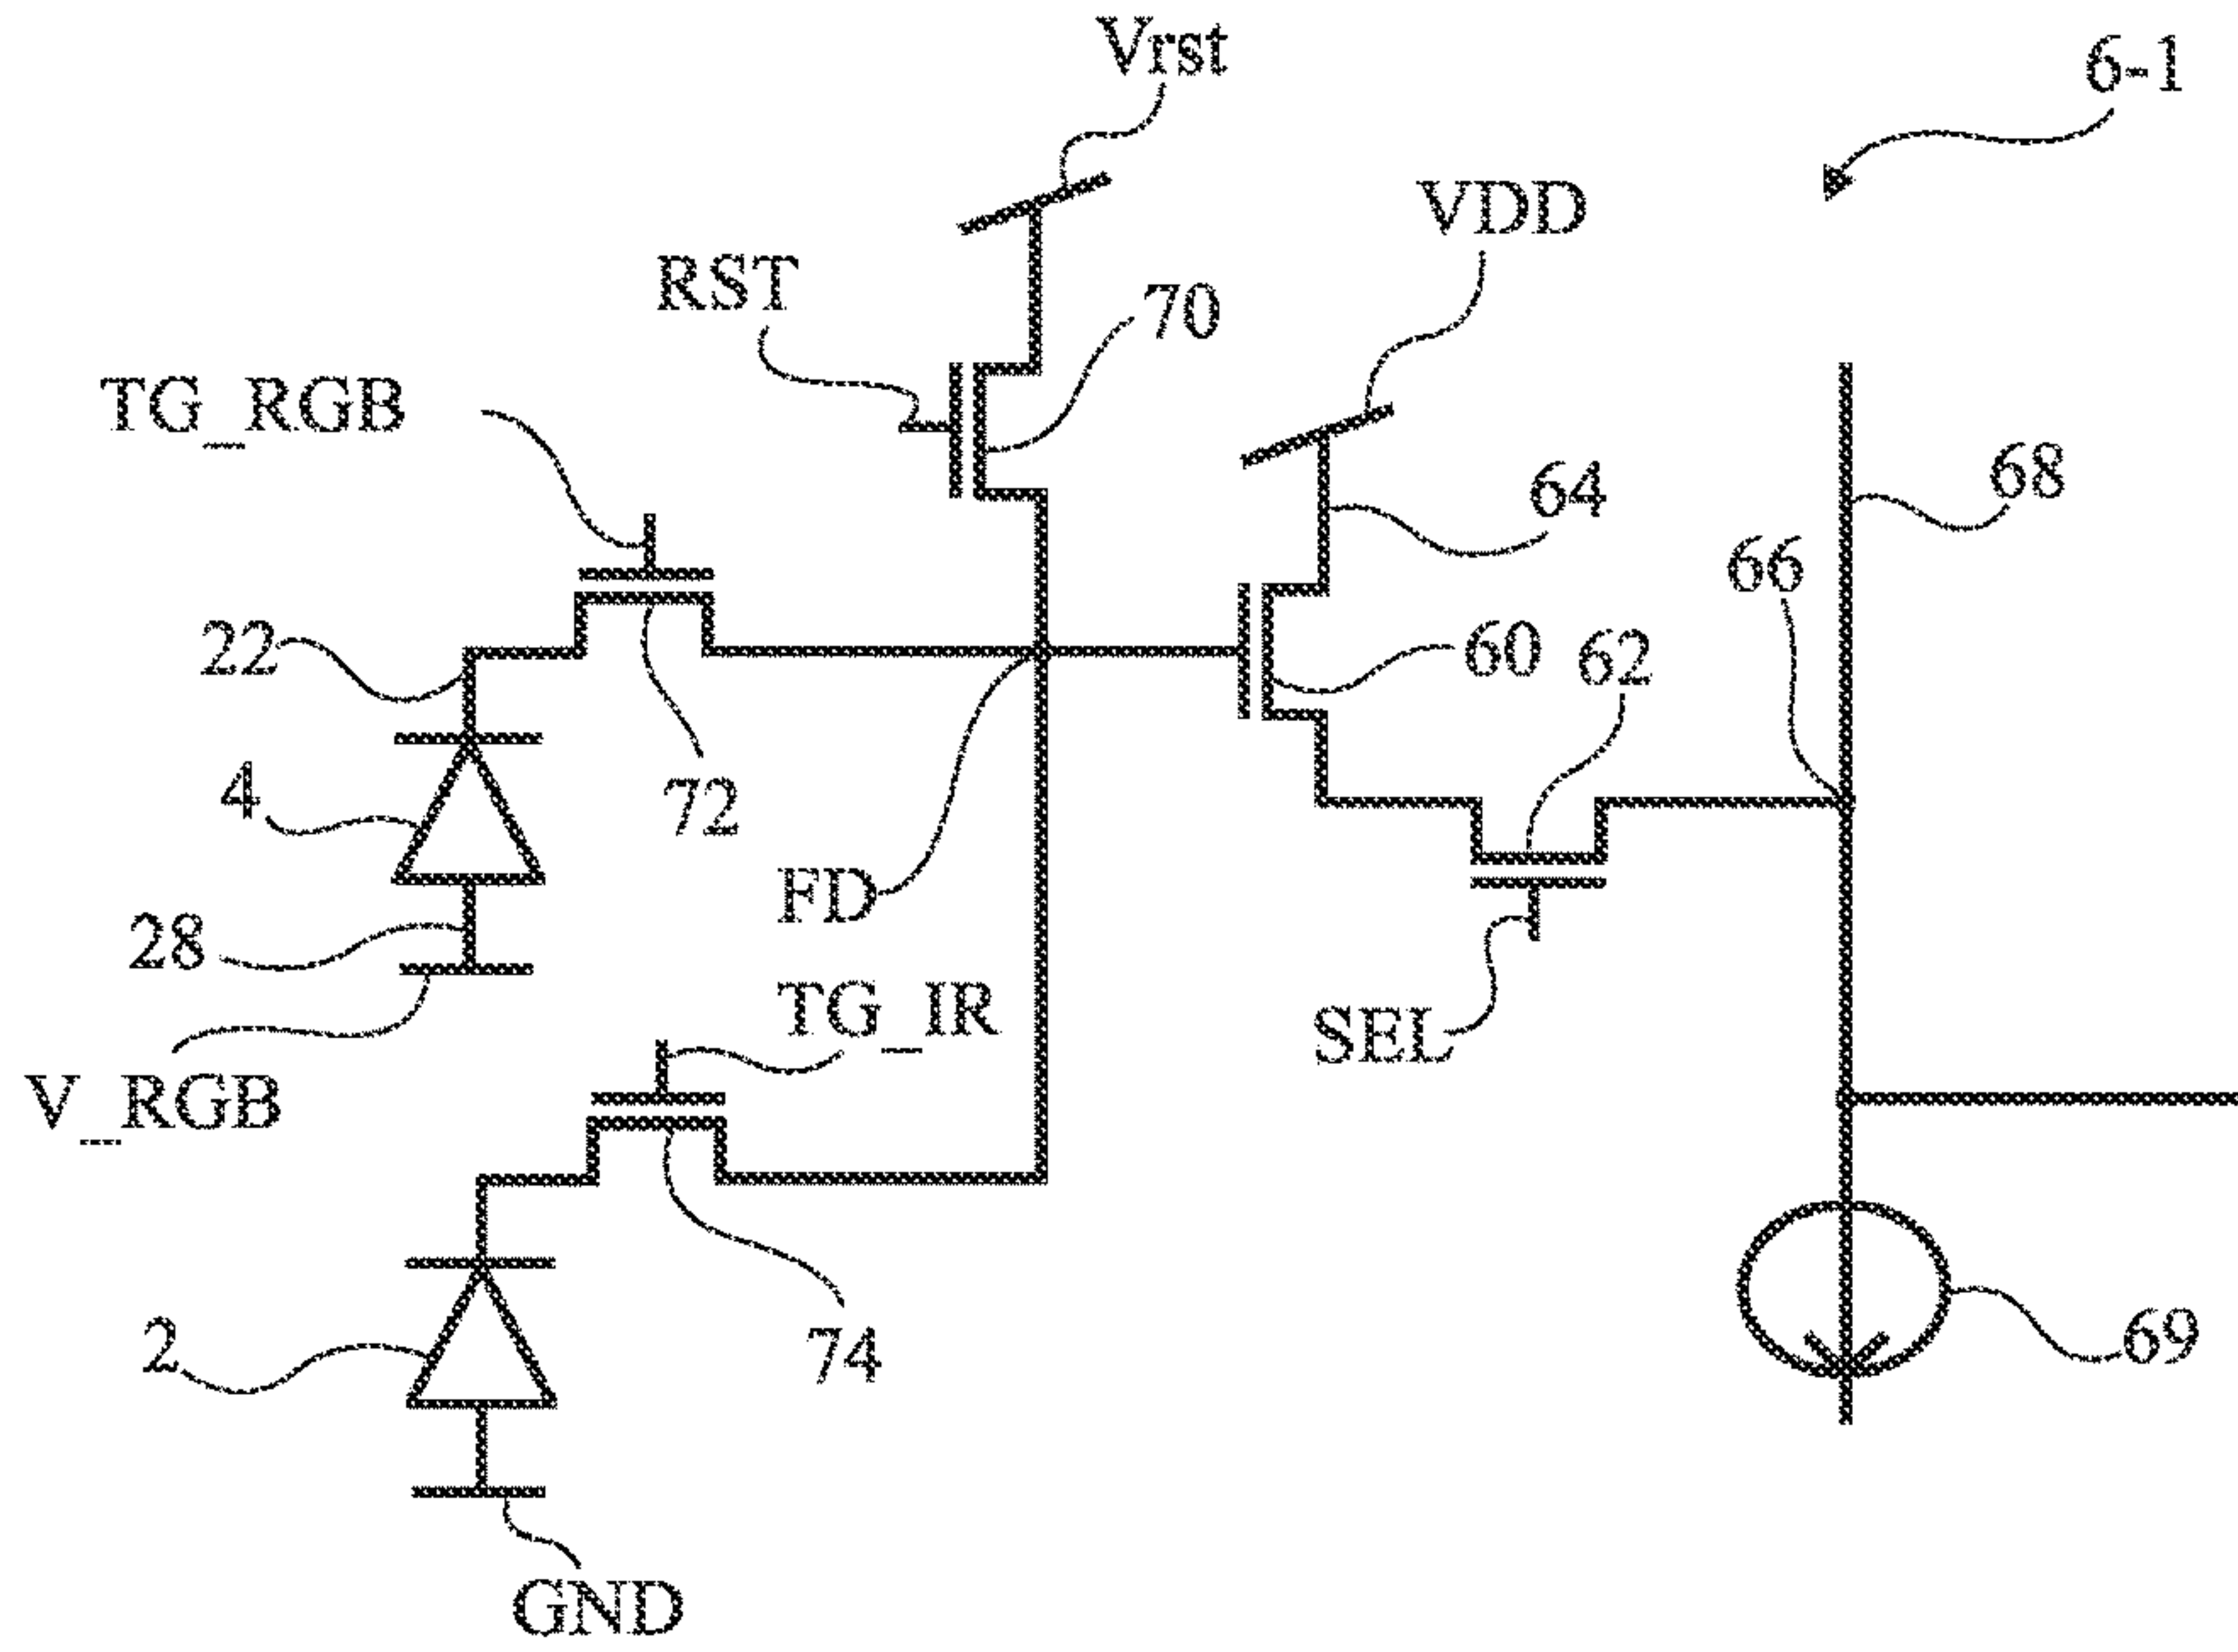 Vrst
6-1
VDD
RST
70
TG_RGB
64
68
66
22
60
62
4
72
FD
28
TG_IR
SEL
V_RGB
2
74
69
GND